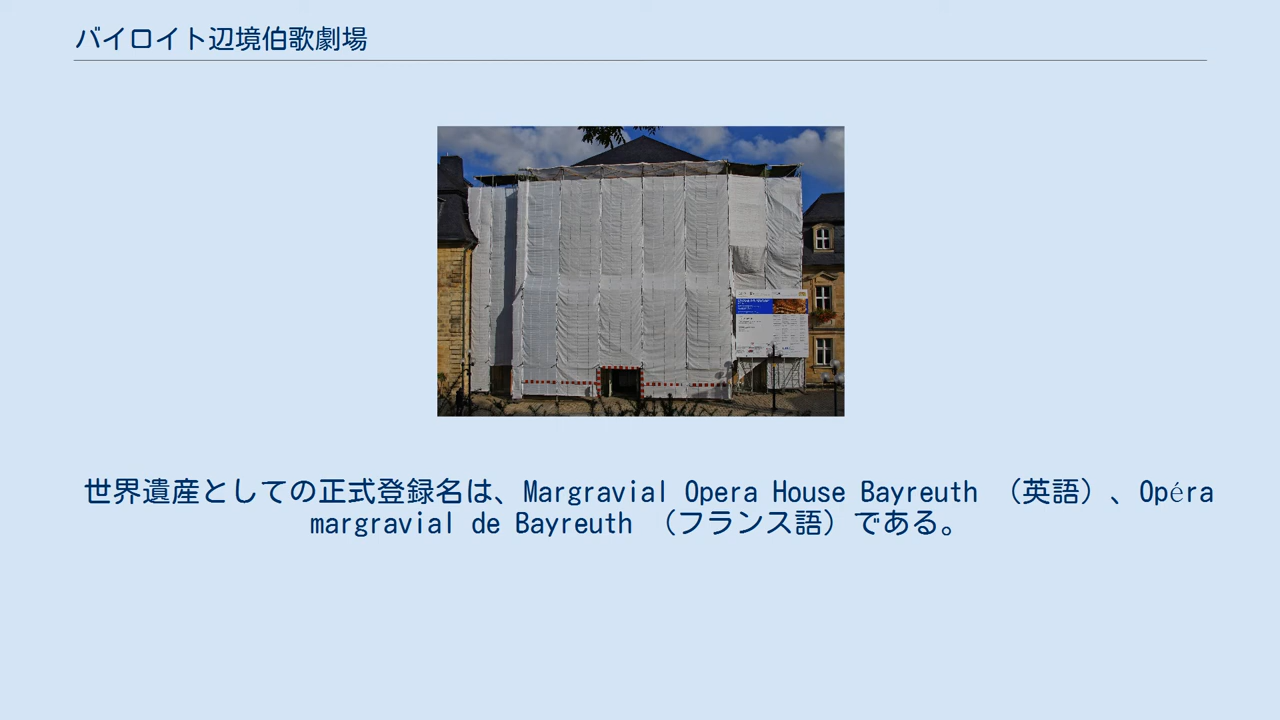 バイロイト辺境伯歌劇場
世界遺産としての正式登録名は、Margravial Opera House Bayreuth （英語）、Opéra
margravial de Bayreuth （フランス語）である。